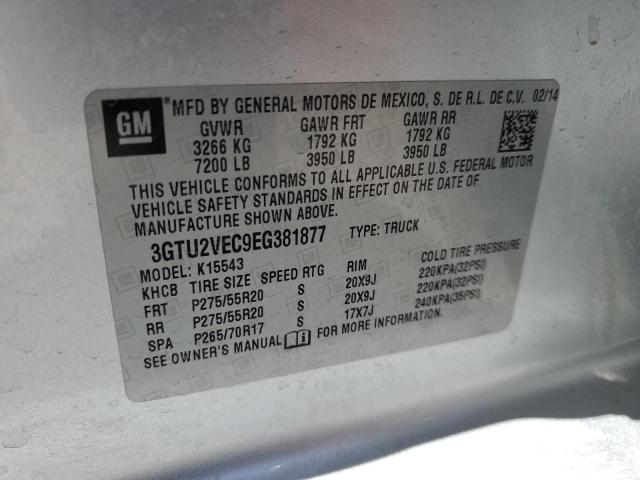 GM
*MFD BY GENERAL MOTORS DE MEXICO, S. DE R.L. DE C.V. 02/14
GVWR GAWR FRT GAWR RR
3266 KG 1792 KG 1792 KG
7200 LB 3950 LB 3950 LB
THIS VEHICLE CONFORMS TO ALL APPLICABLE U.S. FEDERAL MOTOR
VEHICLE SAFETY STANDARDS IN EFFECT ON THE DATE OF
MANUFACTURE SHOWN ABOVE.
3GTU2VEC9EG381877 TYPE: TRUCK
MODEL: K15543
KHCB TIRE SIZE SPEED RTG RIM COLD TIRE PRESSURE
FRT P275/55R20 S 20X9J 220KPA(32PSI)
RR P275/55R20 S 20X9J 220KPA(32PSI)
SPA P265/70R17 S 17X7J 240KPA(35PSI)
SEE OWNER'S MANUAL FOR MORE INFORMATION.